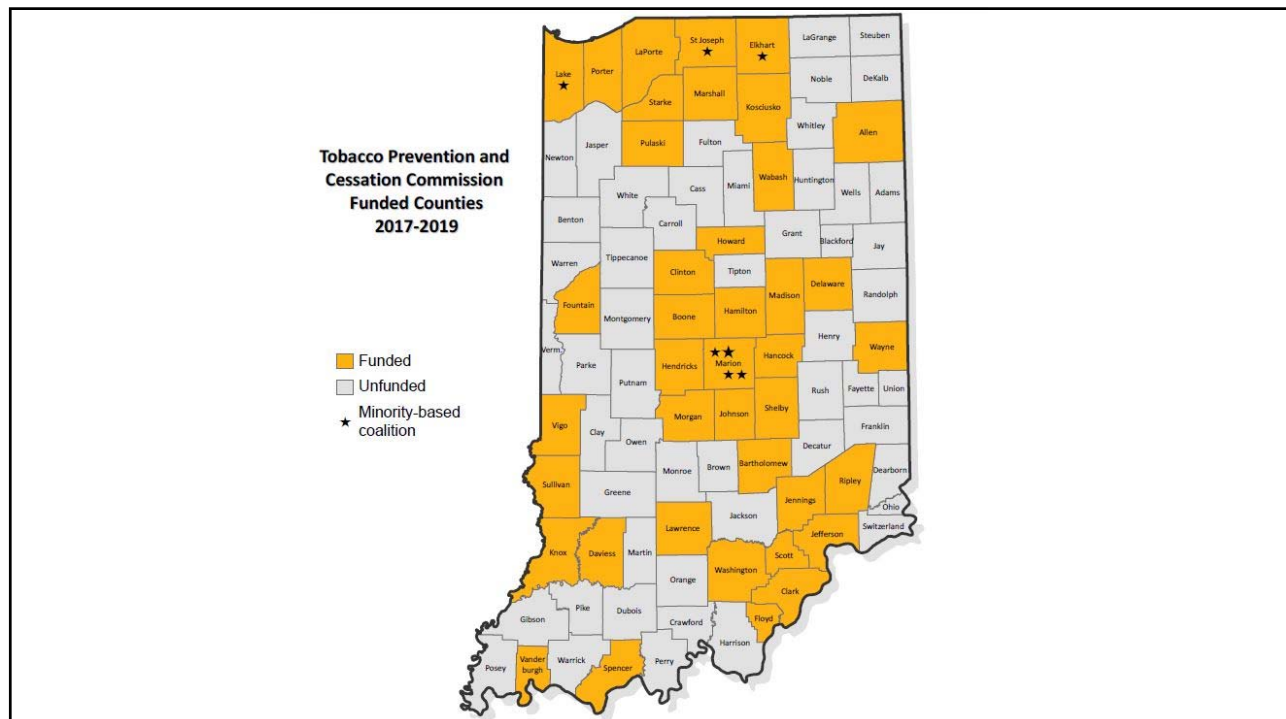 Tobacco Prevention and
Cessation Commission
Funded Counties
2017-2019
Funded
Unfunded
Minority-based
coalition
Lake
Porter
LaPorte
St Joseph
Elkhart
LaGrange
Steuben
Noble
DeKalb
Starke
Marshall
Kosciusko
Whitley
Allen
Newton
Jasper
Pulaski
Fulton
Wabash
Huntington
Wells
Adams
White
Cass
Miami
Benton
Carroll
Howard
Grant
Blackford
Jay
Warren
Tippecanoe
Clinton
Tipton
Madison
Delaware
Randolph
Fountain
Montgomery
Boone
Hamilton
Henry
Wayne
Verm.
Parke
Putnam
Hendricks
Marion
Hancock
Rush
Fayette
Union
Vigo
Clay
Owen
Morgan
Johnson
Shelby
Decatur
Franklin
Sullivan
Greene
Monroe
Brown
Bartholomew
Jennings
Ripley
Dearborn
Ohio
Switzerland
Knox
Daviess
Martin
Lawrence
Jackson
Scott
Jefferson
Orange
Washington
Clark
Floyd
Gibson
Pike
Dubois
Crawford
Harrison
Posey
Vander
burgh
Warrick
Spencer
Perry